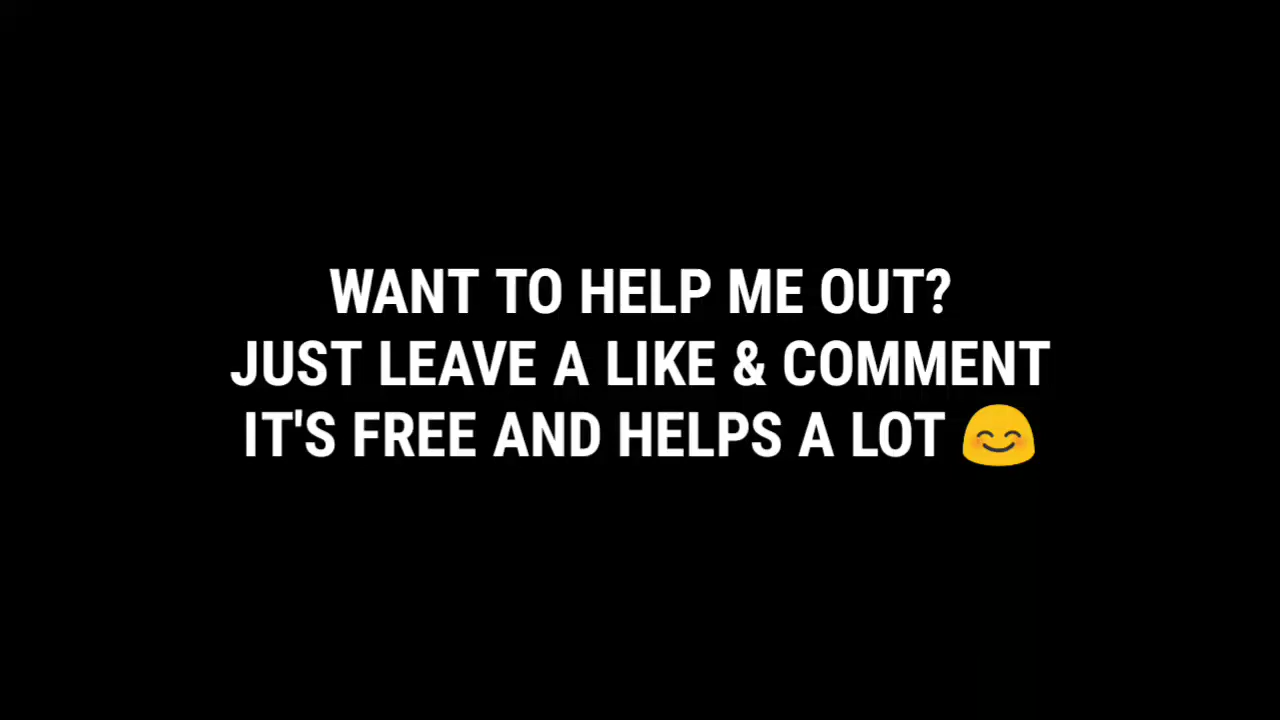 WANT TO HELP ME OUT?
JUST LEAVE A LIKE & COMMENT
IT'S FREE AND HELPS A LOT 😊